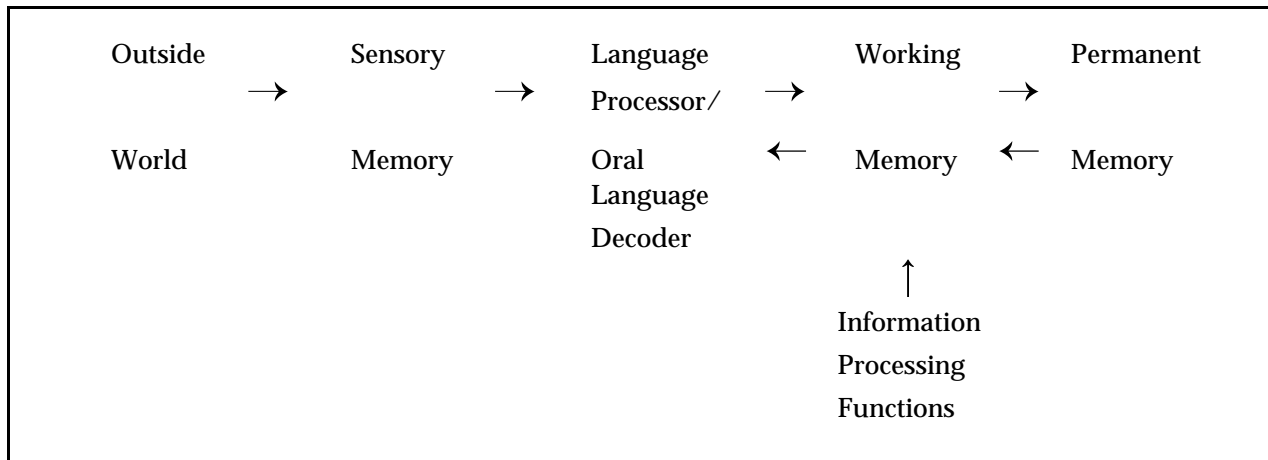 Outside → Sensory → Language → Working → Permanent
Processor/
World Memory Oral ← Memory ← Memory
Language
Decoder
↑
Information
Processing
Functions